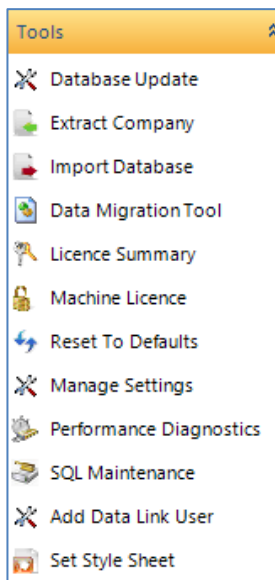 Tools
Database Update
Extract Company
Import Database
Data Migration Tool
Licence Summary
Machine Licence
Reset To Defaults
Manage Settings
Performance Diagnostics
SQL Maintenance
Add Data Link User
Set Style Sheet